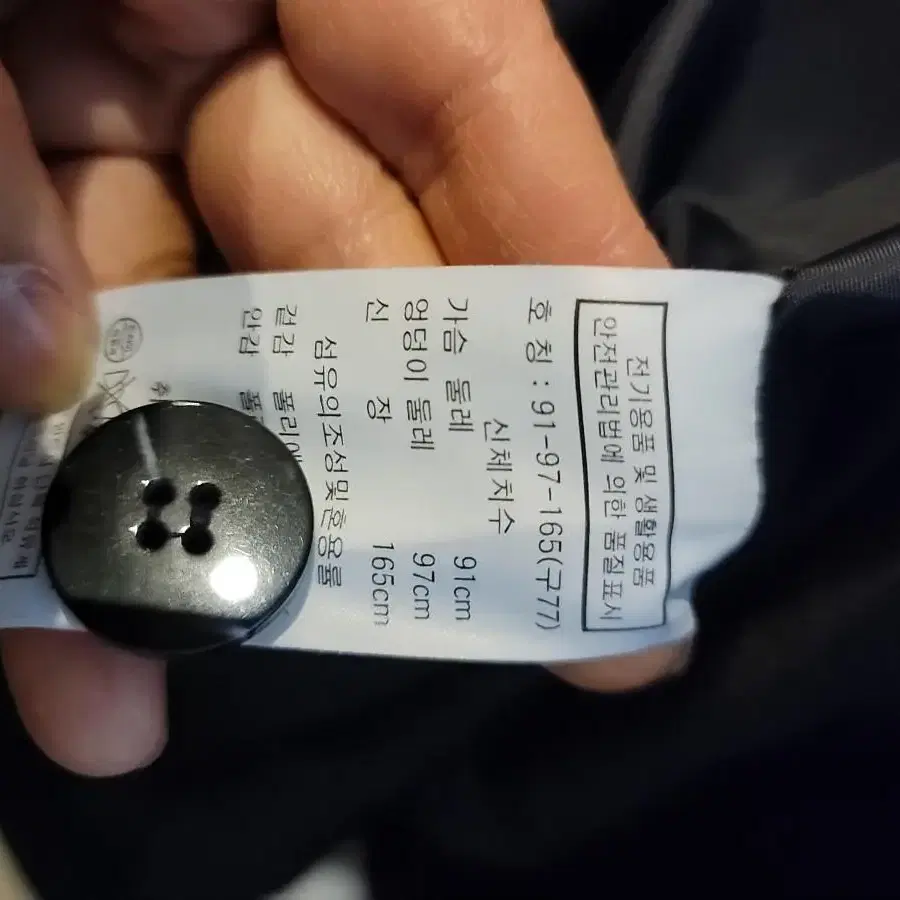 전기용품 및 생활용품
안전관리법에 의한 품질표시
호 칭 : 91-97-165(구77)
신체치수
가슴 둘레 91cm
엉덩이 둘레 97cm
신 장 165cm
섬유의조성및혼용률
겉감
안감